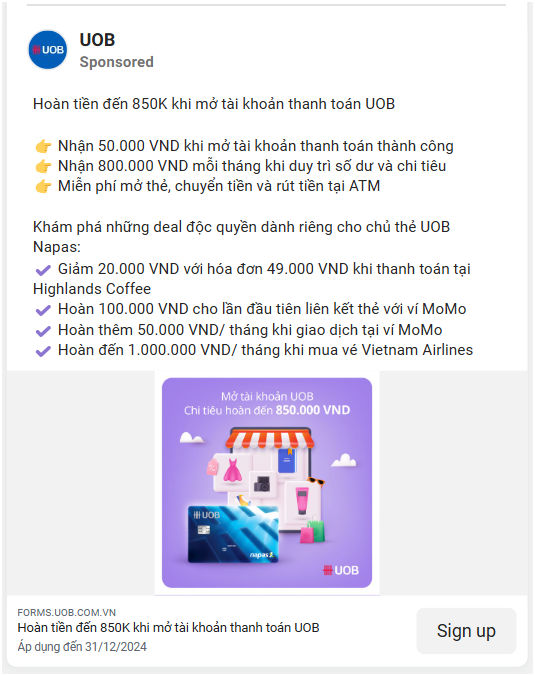 UOB
UOB
Sponsored
Hoàn tiền đến 850K khi mở tài khoản thanh toán UOB
👉 Nhận 50.000 VND khi mở tài khoản thanh toán thành công
👉 Nhận 800.000 VND mỗi tháng khi duy trì số dư và chi tiêu
👉 Miễn phí mở thẻ, chuyển tiền và rút tiền tại ATM
Khám phá những deal độc quyền dành riêng cho chủ thẻ UOB
Napas:
✔ Giảm 20.000 VND với hóa đơn 49.000 VND khi thanh toán tại
Highlands Coffee
✔ Hoàn 100.000 VND cho lần đầu tiên liên kết thẻ với ví MoMo
✔ Hoàn thêm 50.000 VND/ tháng khi giao dịch tại ví MoMo
✔ Hoàn đến 1.000.000 VND/ tháng khi mua vé Vietnam Airlines
Mở tài khoản UOB
Chi tiêu hoàn đến 850.000 VND
UOB
napas
UOB
FORMS.UOB.COM.VN
Hoàn tiền đến 850K khi mở tài khoản thanh toán UOB
Áp dụng đến 31/12/2024
Sign up